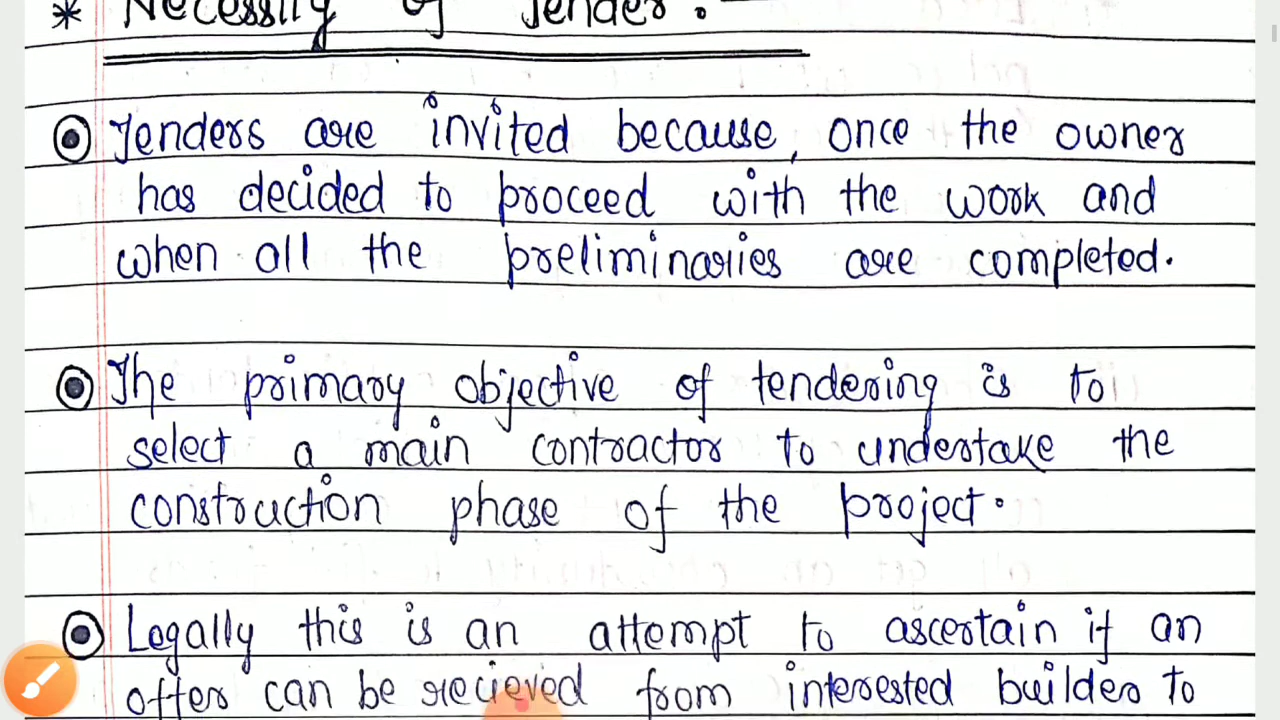 * Necessity of Tender :
Tenders are invited because, once the owner
has decided to proceed with the work and
when all the preliminaries are completed.
The primary objective of tendering is to
select a main contractor to undertake the
construction phase of the project.
Legally this is an attempt to ascertain if an
offer can be recieved from interested builder to